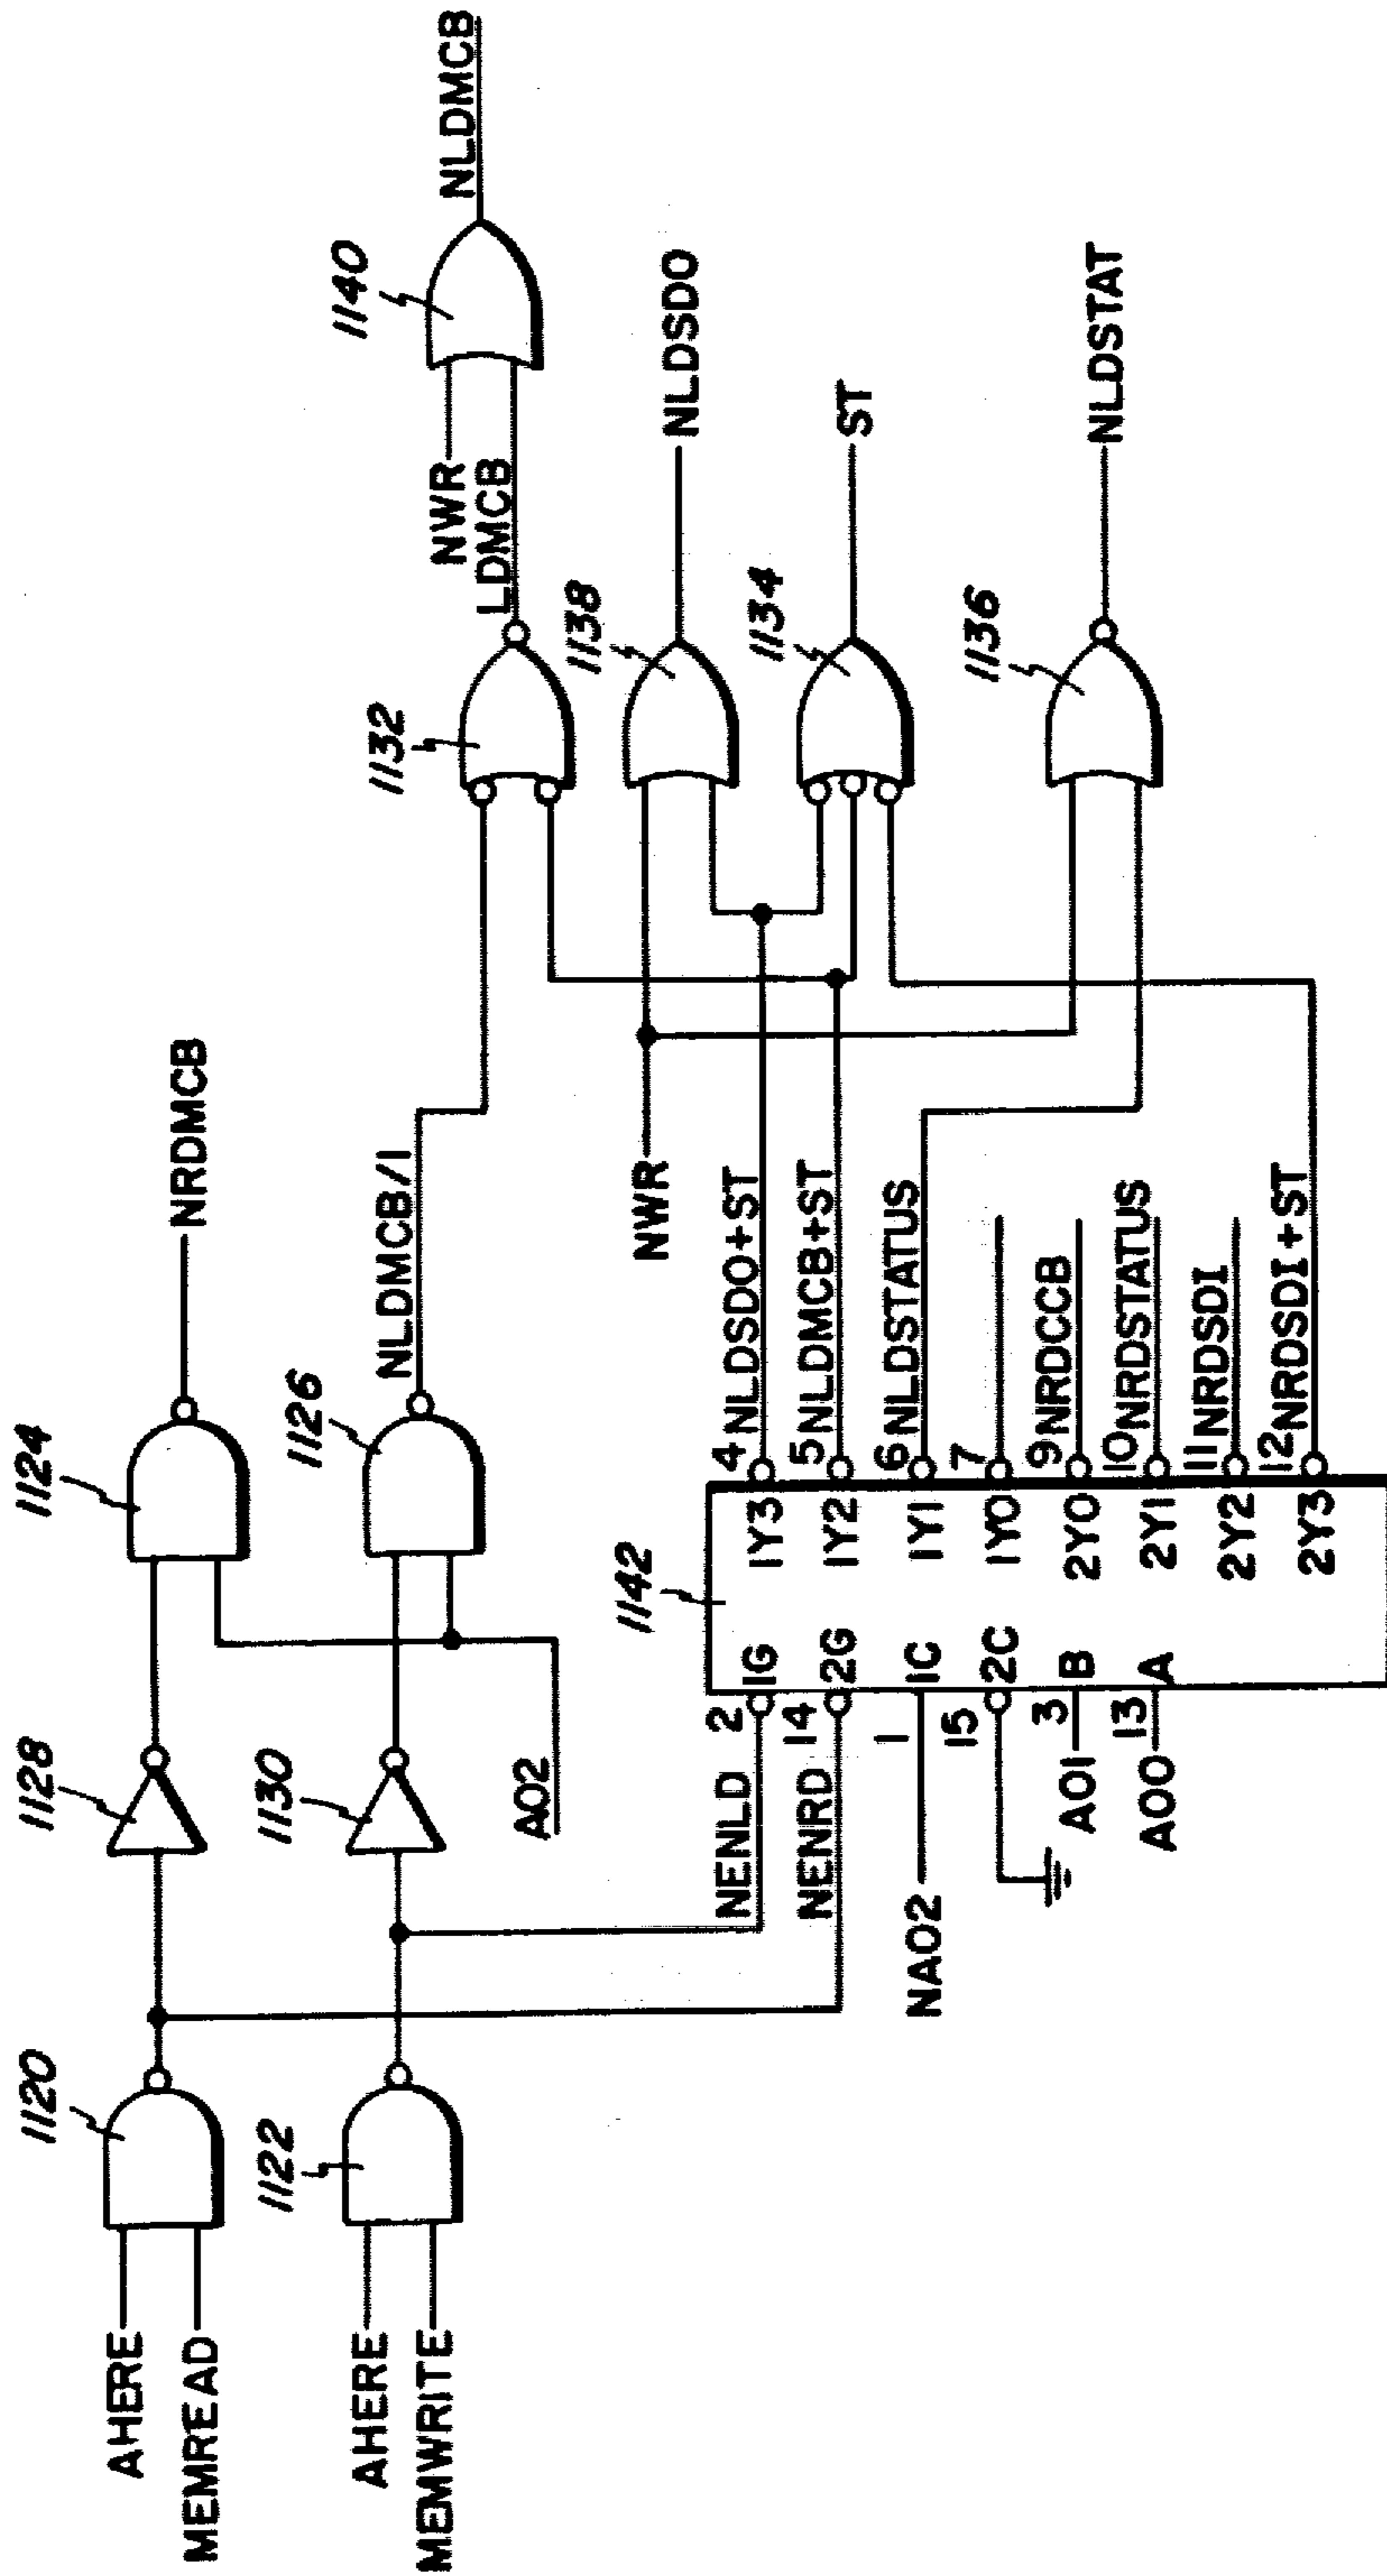 AHERE
MEMREAD
1120
1128
1124
NRDMCB
AHERE
MEMWRITE
1122
1130
A02
1126
NLDMCB/1
1132
NWR
LDMCB
1140
NLDMCB
NWR
1138
NLDSDO
1134
ST
1136
NLDSTAT
1142
NENLD
2
1G
NENRD
14
2G
NA02
1
1C
15
2C
A01
3
B
A00
13
A
1Y3
4
NLDSDO+ST
1Y2
5
NLDMCB+ST
1Y1
6
NLDSTATUS
1Y0
7
2Y0
9
NRDCCB
2Y1
10
NRDSTATUS
2Y2
11
NRDSDI
2Y3
12
NRDSDI+ST